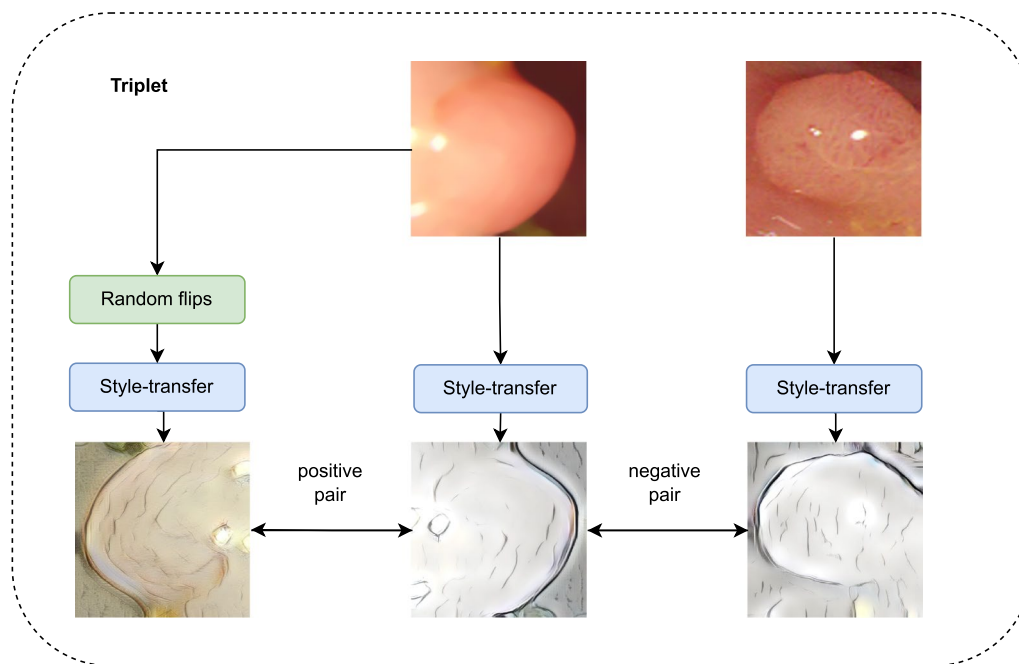 Triplet
Random flips
Style-transfer
Style-transfer
Style-transfer
positive
pair
negative
pair